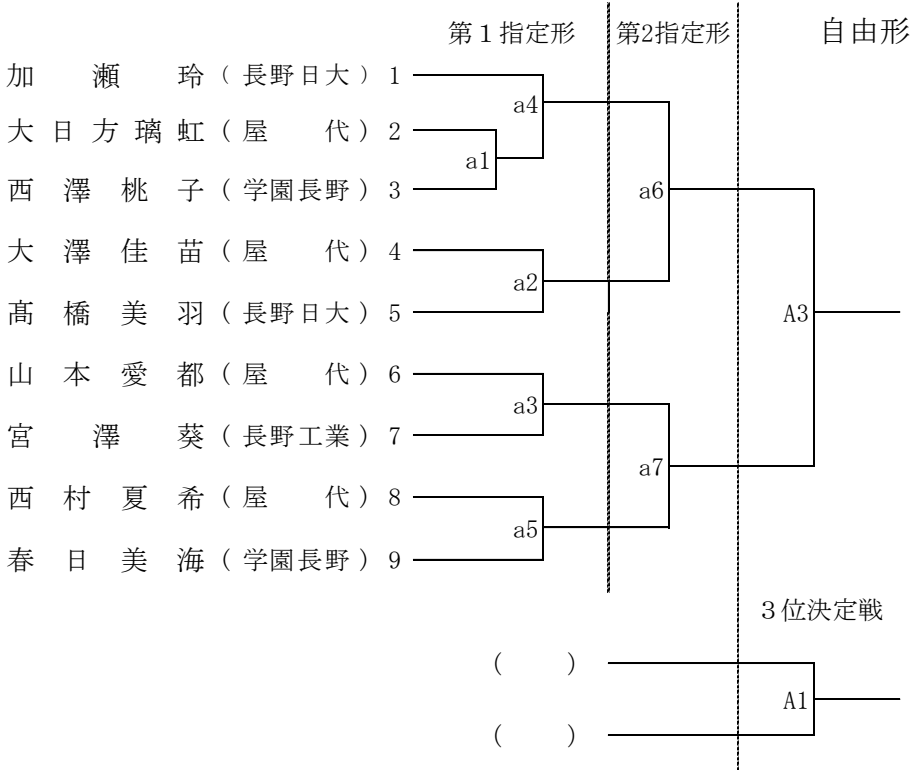 第１指定形 第2指定形 自由形
加瀬玲(長野日大) 1
a4
大日方璃虹(屋代) 2
a1
西澤桃子(学園長野) 3
a6
大澤佳苗(屋代) 4
a2
髙橋美羽(長野日大) 5
A3
山本愛都(屋代) 6
a3
宮澤葵(長野工業) 7
a7
西村夏希(屋代) 8
a5
春日美海(学園長野) 9
３位決定戦
( )
A1
( )